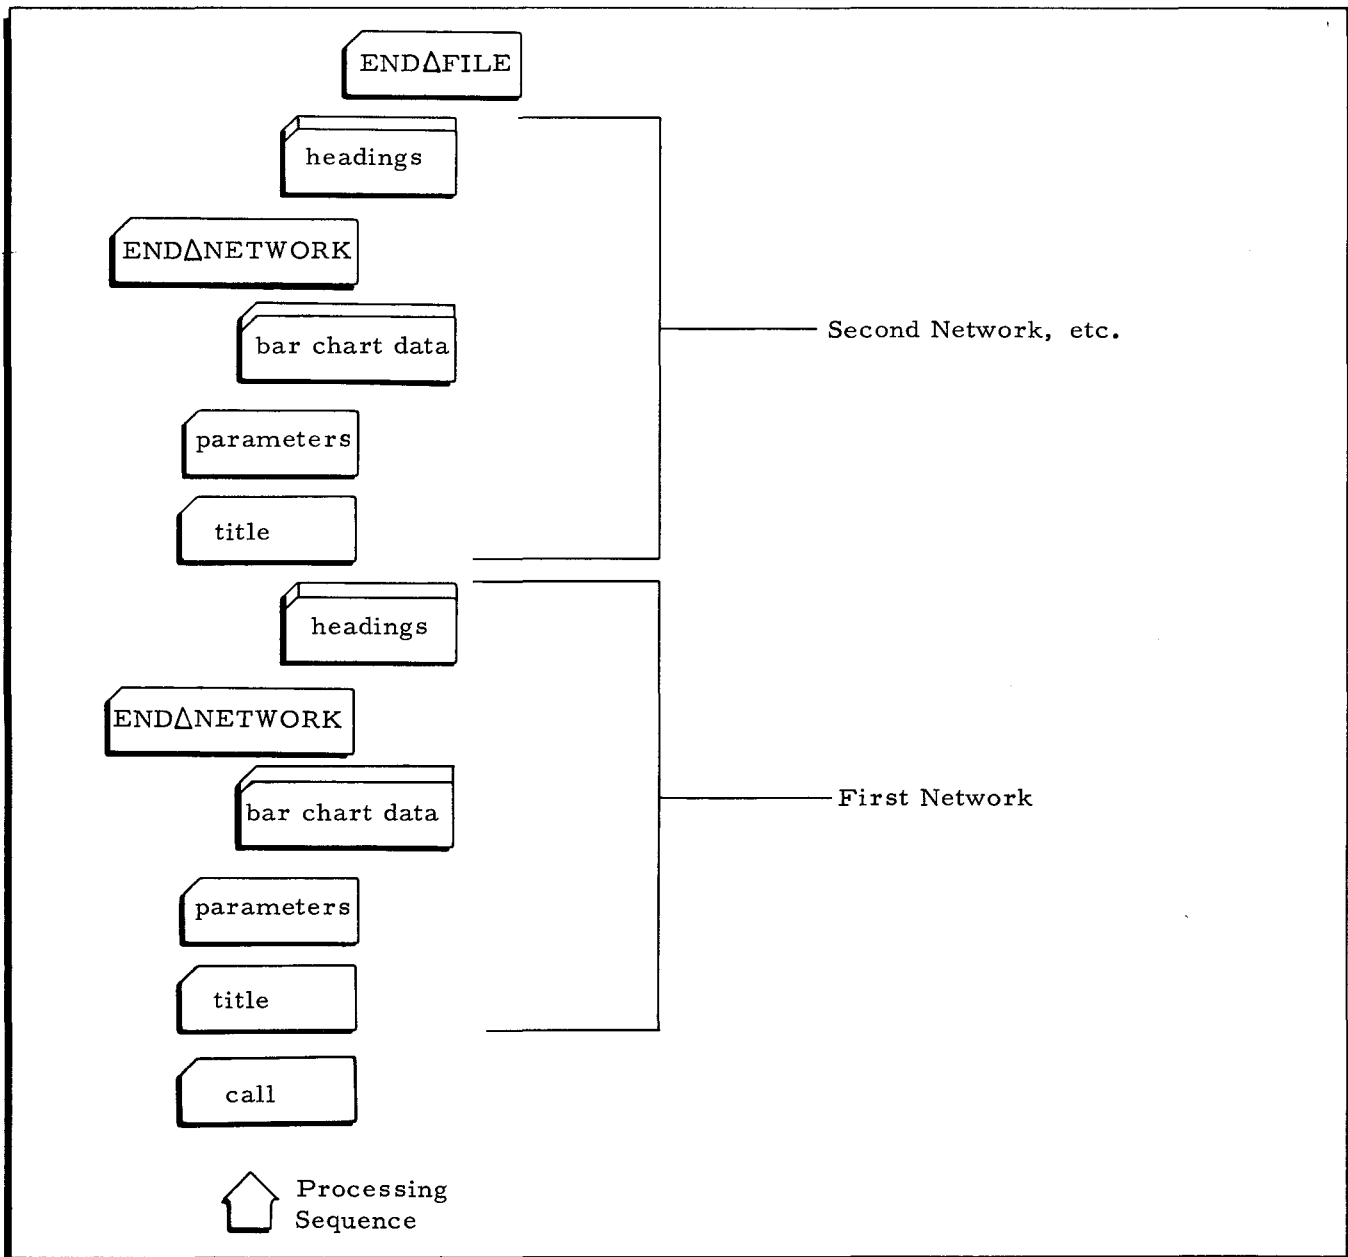 END∆FILE
headings
END∆NETWORK
bar chart data
Second Network, etc.
parameters
title
headings
END∆NETWORK
bar chart data
First Network
parameters
title
call
Processing
Sequence